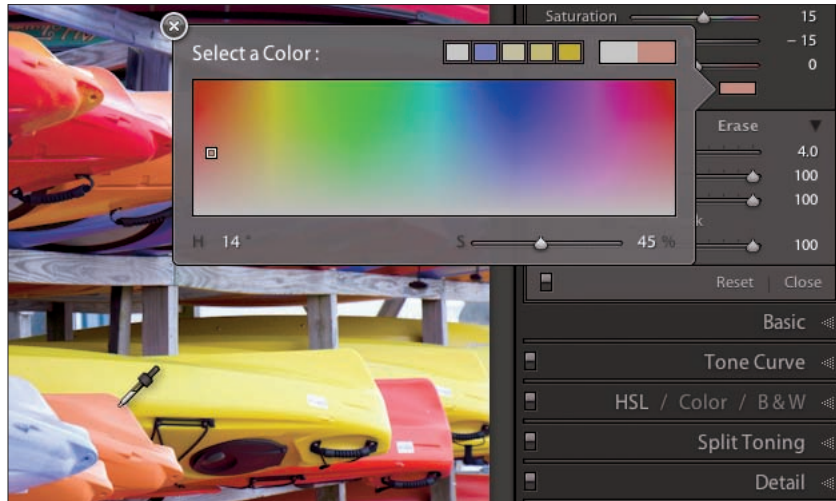 Saturation 15
– 15
0
Select a Color :
Erase
4.0
100
100
k
100
H 14 °
S 45 %
Reset | Close
Basic
Tone Curve
HSL / Color / B & W
Split Toning
Detail